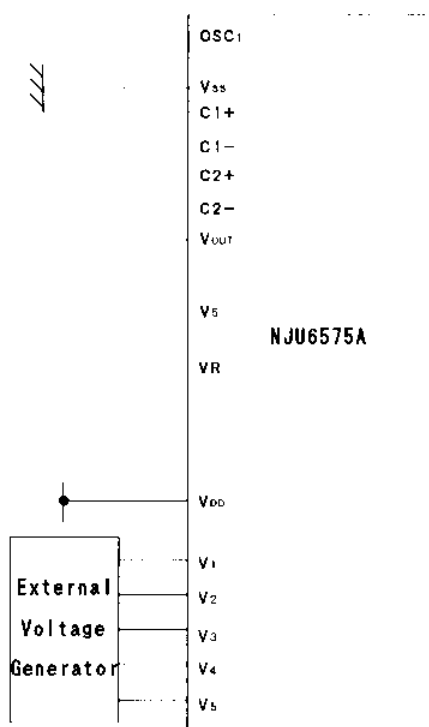 OSC1
VSS
C1+
C1-
C2+
C2-
VOUT
V5
NJU6575A
VR
VDD
V1
External
V2
Voltage
V3
Generator
V4
V5